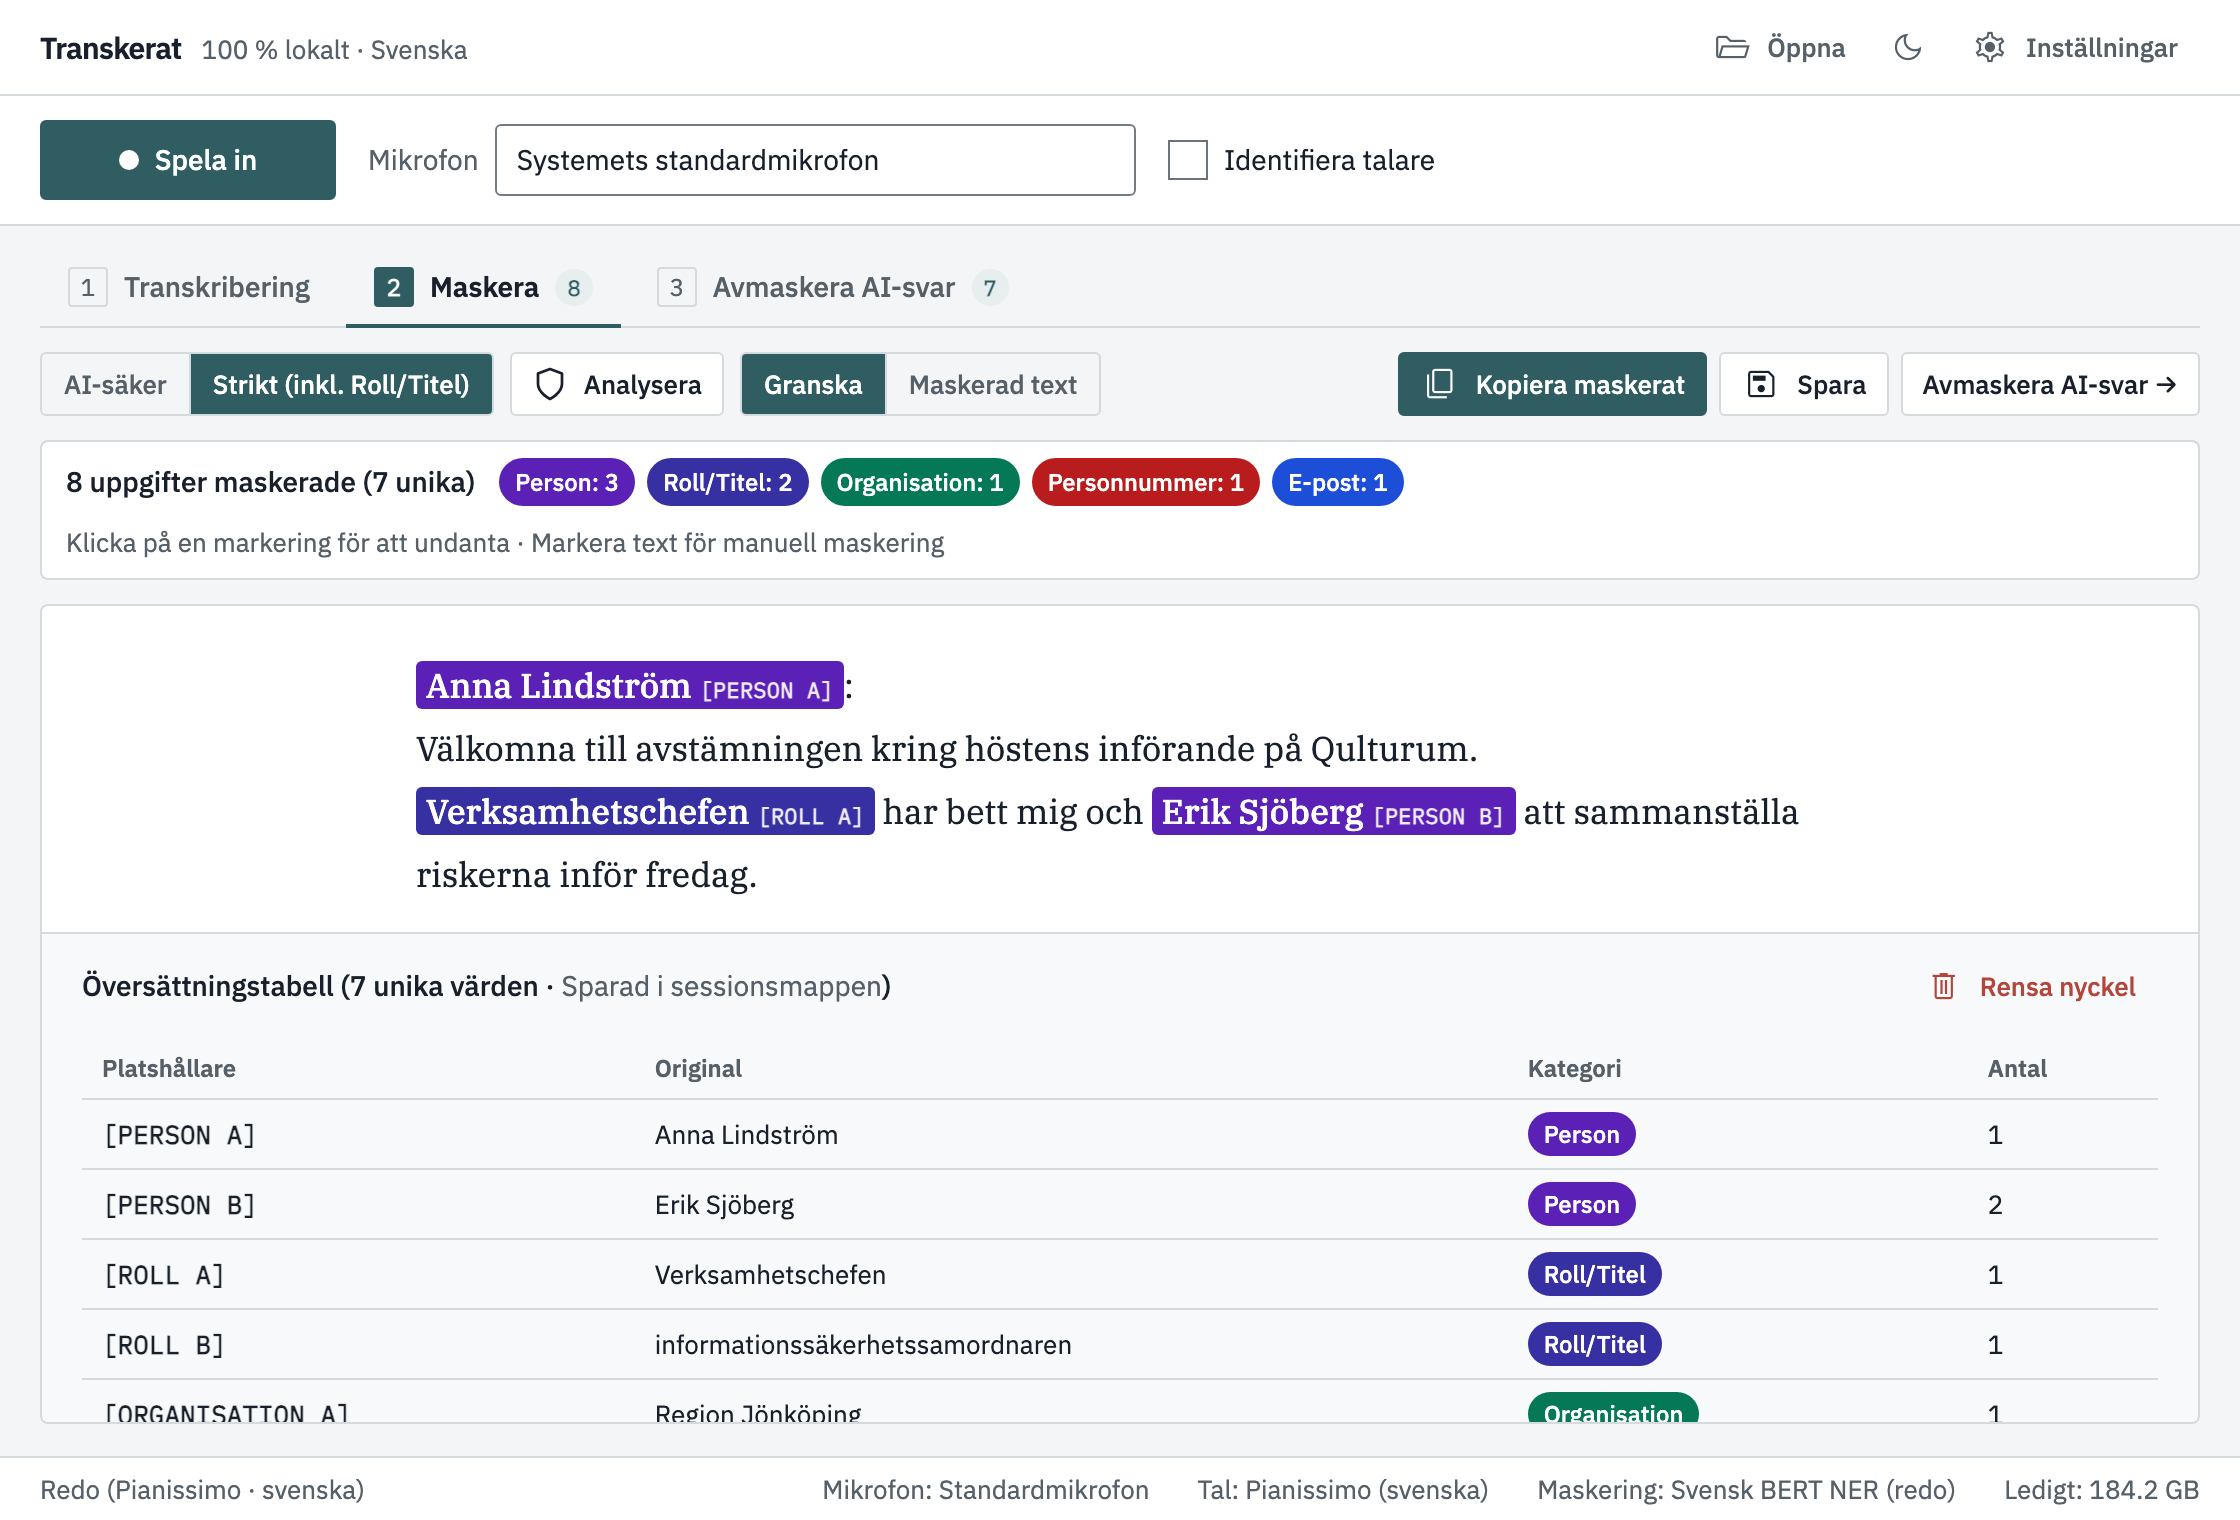 Transkerat 100 % lokalt · Svenska Öppna Inställningar
Spela in Mikrofon Systemets standardmikrofon Identifiera talare
1 Transkribering 2 Maskera 8 3 Avmaskera AI-svar 7
AI-säker Strikt (inkl. Roll/Titel) Analysera Granska Maskerad text Kopiera maskerat Spara Avmaskera AI-svar →
8 uppgifter maskerade (7 unika) Person: 3 Roll/Titel: 2 Organisation: 1 Personnummer: 1 E-post: 1
Klicka på en markering för att undanta · Markera text för manuell maskering
Anna Lindström [PERSON A]:
Välkomna till avstämningen kring höstens införande på Qulturum.
Verksamhetschefen [ROLL A] har bett mig och Erik Sjöberg [PERSON B] att sammanställa
riskerna inför fredag.
Översättningstabell (7 unika värden · Sparad i sessionsmappen) Rensa nyckel
Platshållare Original Kategori Antal
[PERSON A] Anna Lindström Person 1
[PERSON B] Erik Sjöberg Person 2
[ROLL A] Verksamhetschefen Roll/Titel 1
[ROLL B] informationssäkerhetssamordnaren Roll/Titel 1
[ORGANISATION A] Region Jönköping Organisation 1
Redo (Pianissimo · svenska) Mikrofon: Standardmikrofon Tal: Pianissimo (svenska) Maskering: Svensk BERT NER (redo) Ledigt: 184.2 GB